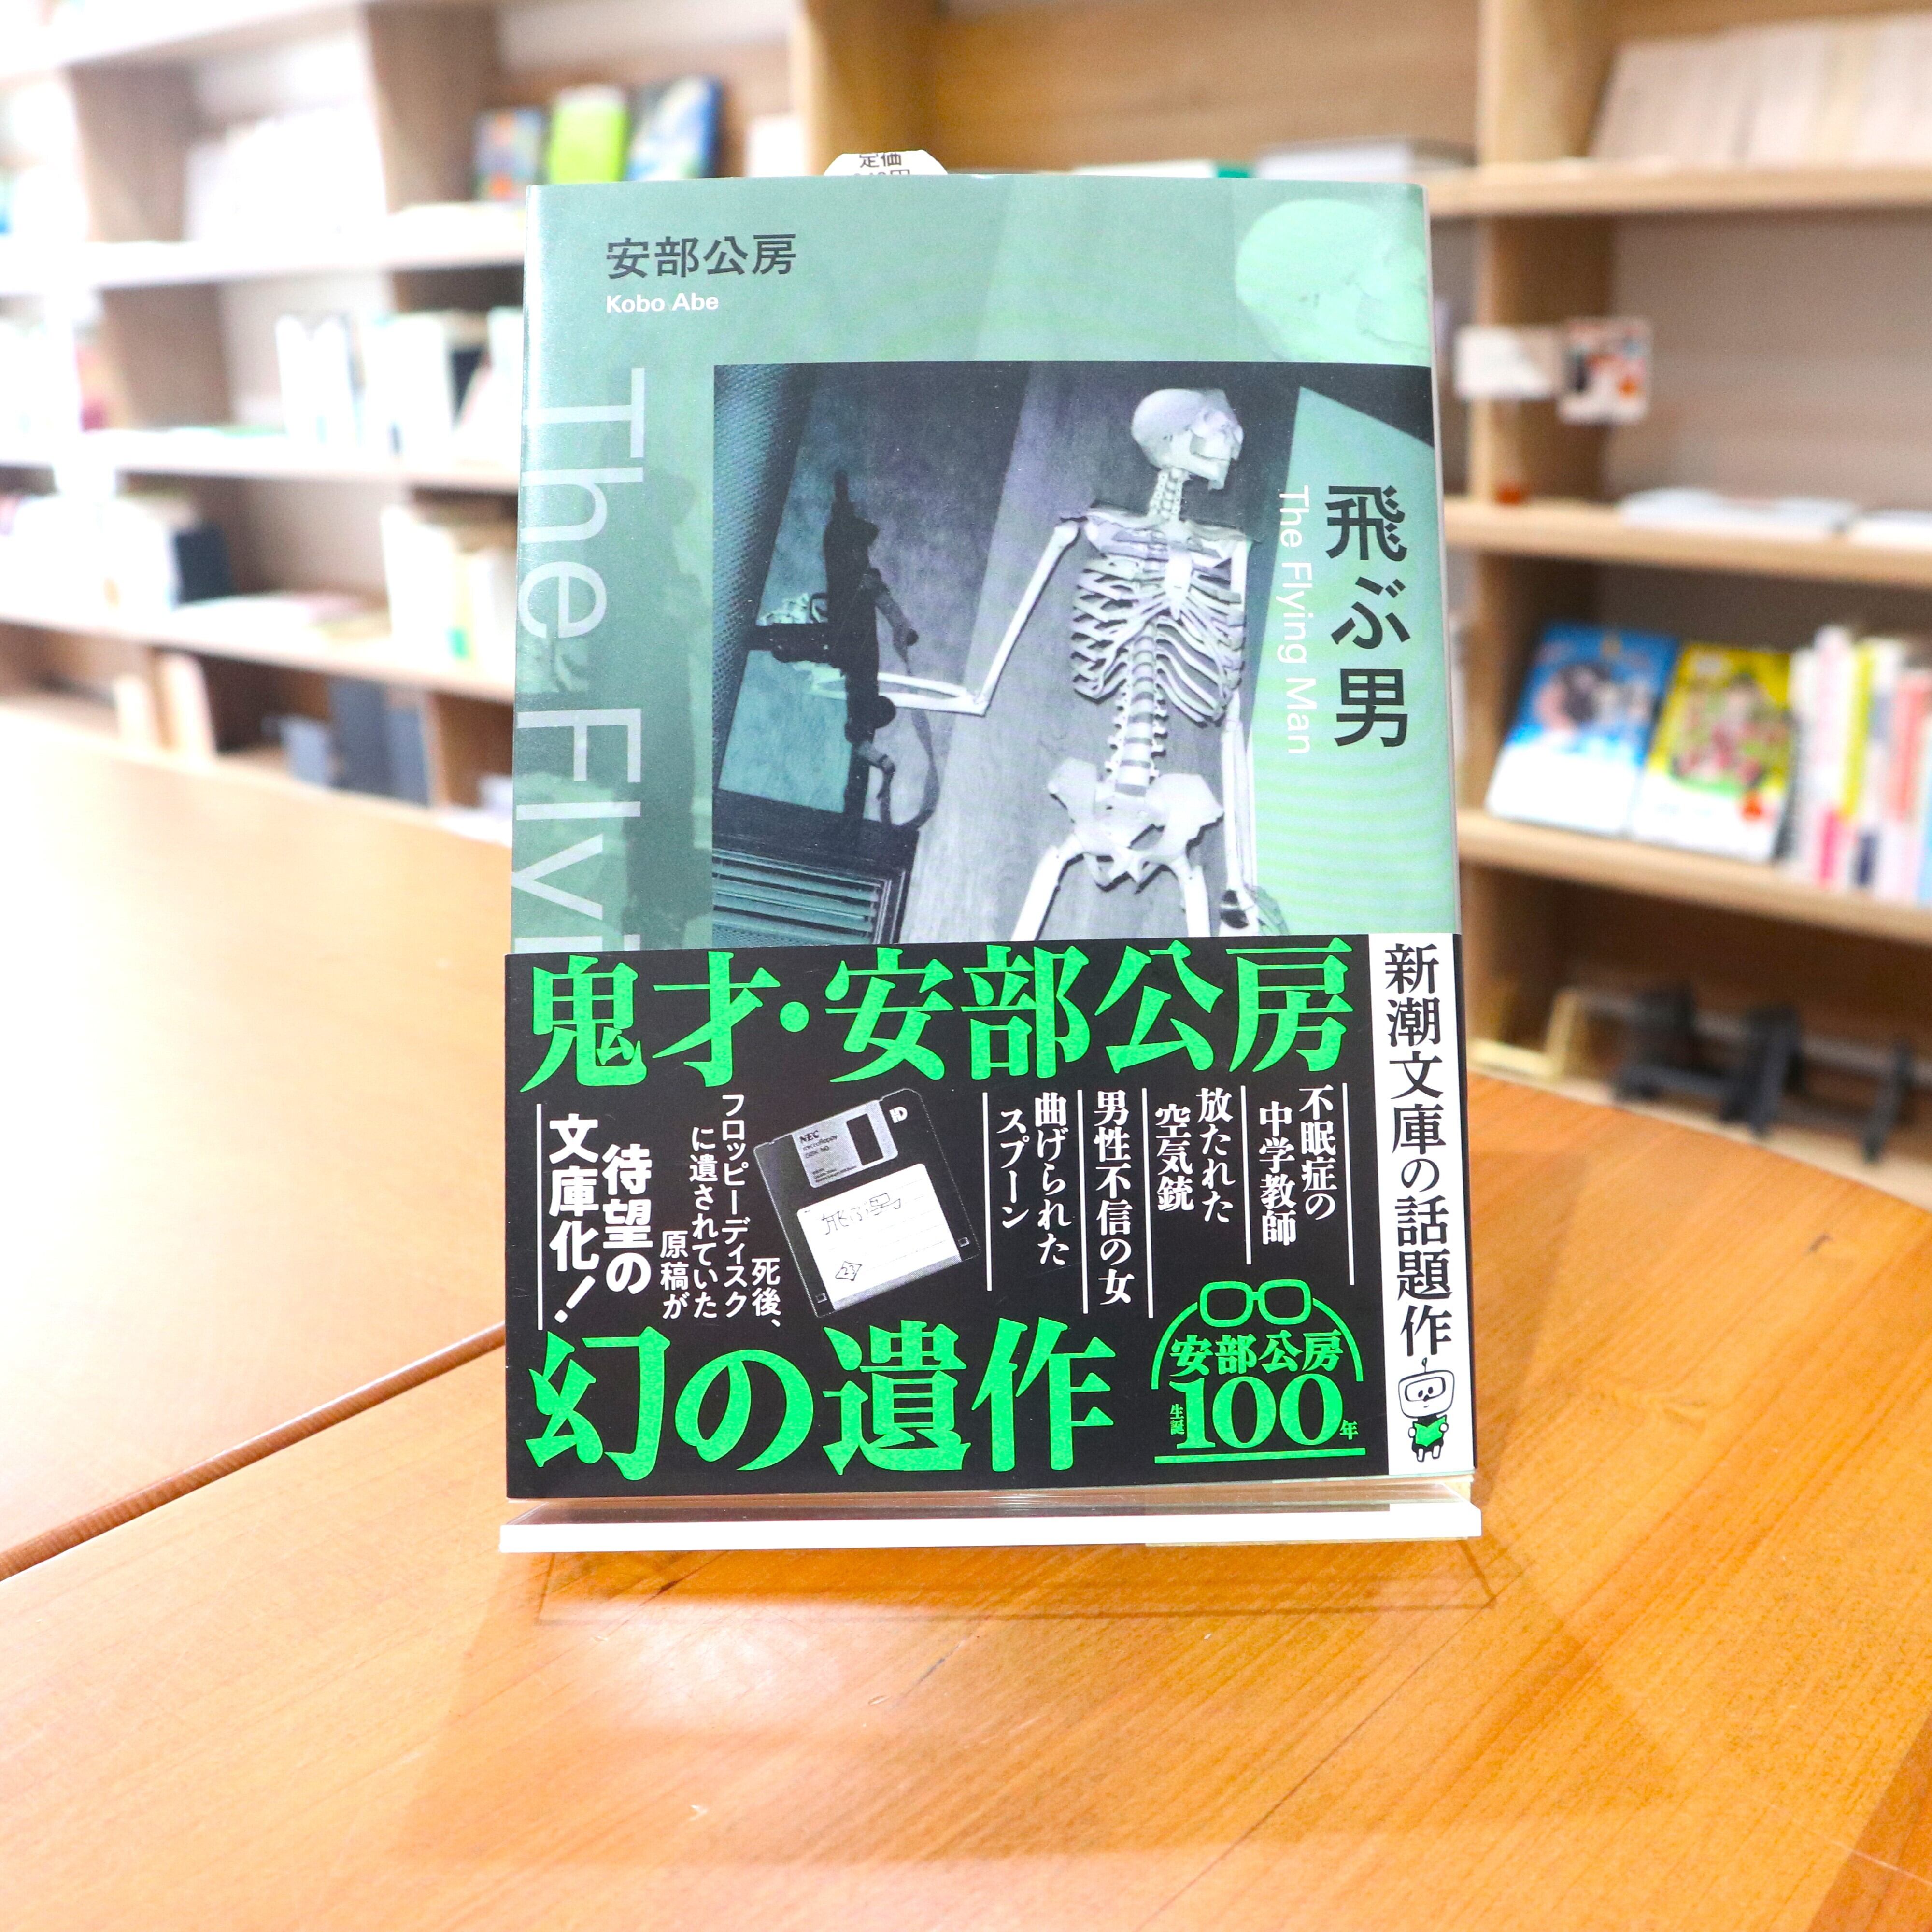 定価
安部公房
Kobo Abe
The Flyi
飛ぶ男
The Flying Man
鬼才・安部公房
不眠症の
中学教師
放たれた
空気銃
男性不信の女
曲げられた
スプーン
NEC
飛ぶ男
死後、
フロッピーディスク
に遺されていた
原稿が
待望の
文庫化!
幻の遺作
安部公房
生誕
100年
新潮文庫の話題作